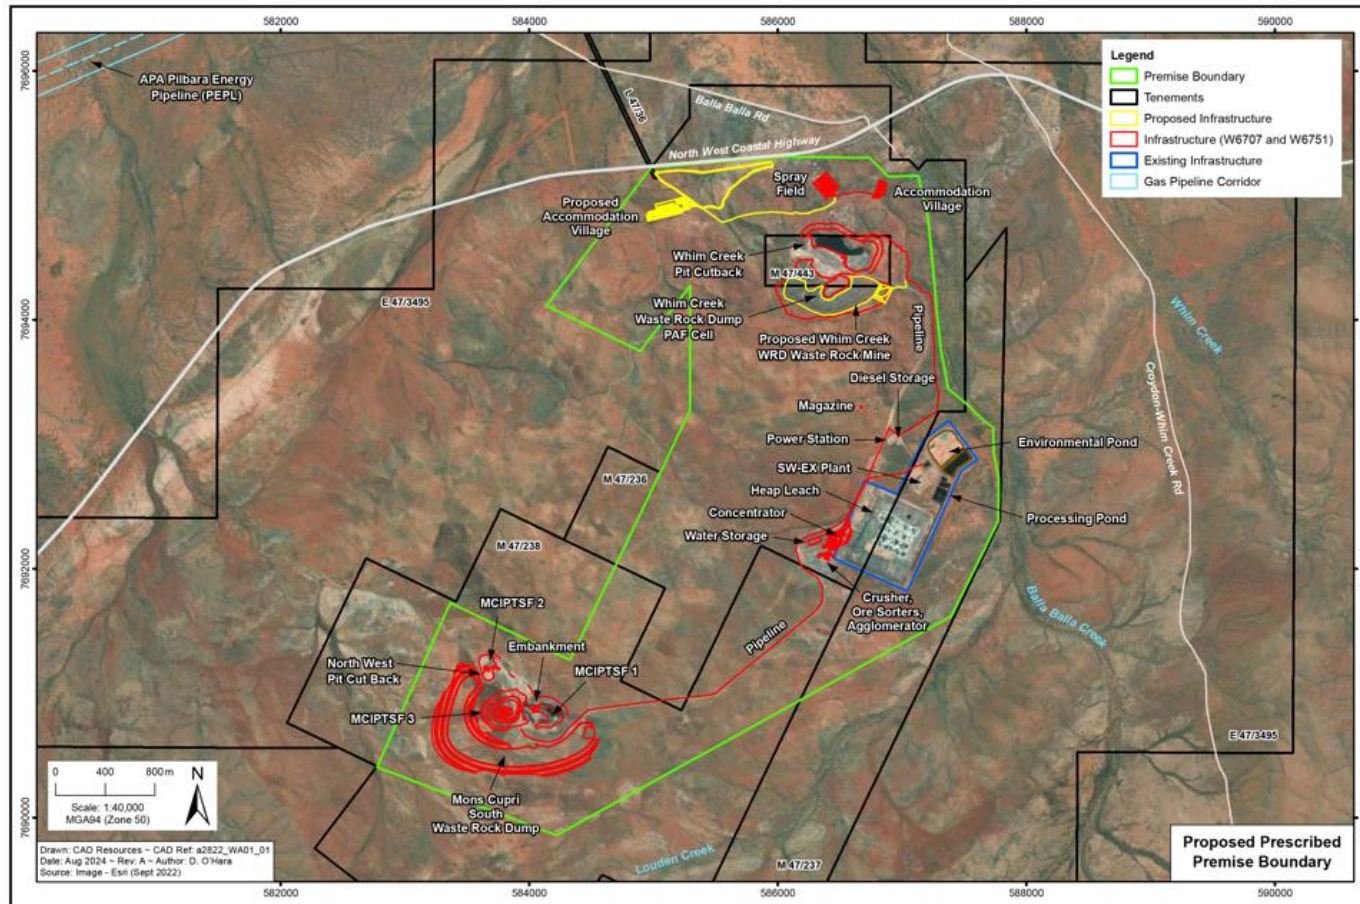 582000
584000
586000
588000
590000
7696000
7694000
7692000
7690000
APA Pilbara Energy
Pipeline (PEPL)
L 47/36
Balla Balla Rd
North West Coastal Highway
Legend
Premise Boundary
Tenements
Proposed Infrastructure
Infrastructure (W6707 and W6751)
Existing Infrastructure
Gas Pipeline Corridor
Spray
Field
Accommodation
Village
Proposed
Accommodation
Village
Whim Creek
Pit Cutback
M 47/443
E 47/3495
Whim Creek
Waste Rock Dump
PAF Cell
Proposed Whim Creek
WRD Waste Rock Mine
Pipeline
Whim Creek
Croydon-Whim Creek Rd
Diesel Storage
Magazine
Power Station
Environmental Pond
SW-EX Plant
M 47/236
Heap Leach
Concentrator
Processing Pond
Water Storage
M 47/238
Crusher,
Ore Sorters,
Agglomerator
Balla Balla Creek
MCIPTSF 2
Embankment
Pipeline
North West
Pit Cut Back
MCIPTSF 1
MCIPTSF 3
E 47/3495
Mons Cupri
South
Waste Rock Dump
0 400 800m
N
Scale: 1:40,000
MGA94 (Zone 50)
Louden Creek
M 47/237
Drawn: CAD Resources ~ CAD Ref: a2822_WA01_01
Date: Aug 2024 ~ Rev: A ~ Author: D. O'Hara
Source: Image - Esri (Sept 2022)
Proposed Prescribed
Premise Boundary
582000
584000
586000
588000
590000